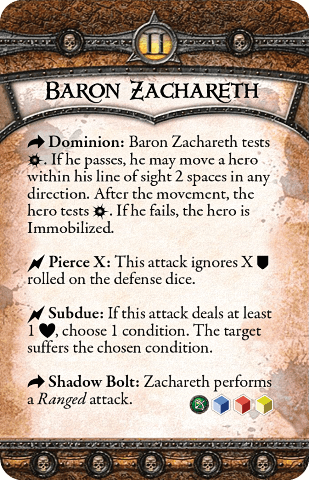 II
BARON ZACHARETH
Dominion: Baron Zachareth tests
. If he passes, he may move a hero
within his line of sight 2 spaces in any
direction. After the movement, the
hero tests . If he fails, the hero is
Immobilized.
Pierce X: This attack ignores X
rolled on the defense dice.
Subdue: If this attack deals at least
1 , choose 1 condition. The target
suffers the chosen condition.
Shadow Bolt: Zachareth performs
a Ranged attack.